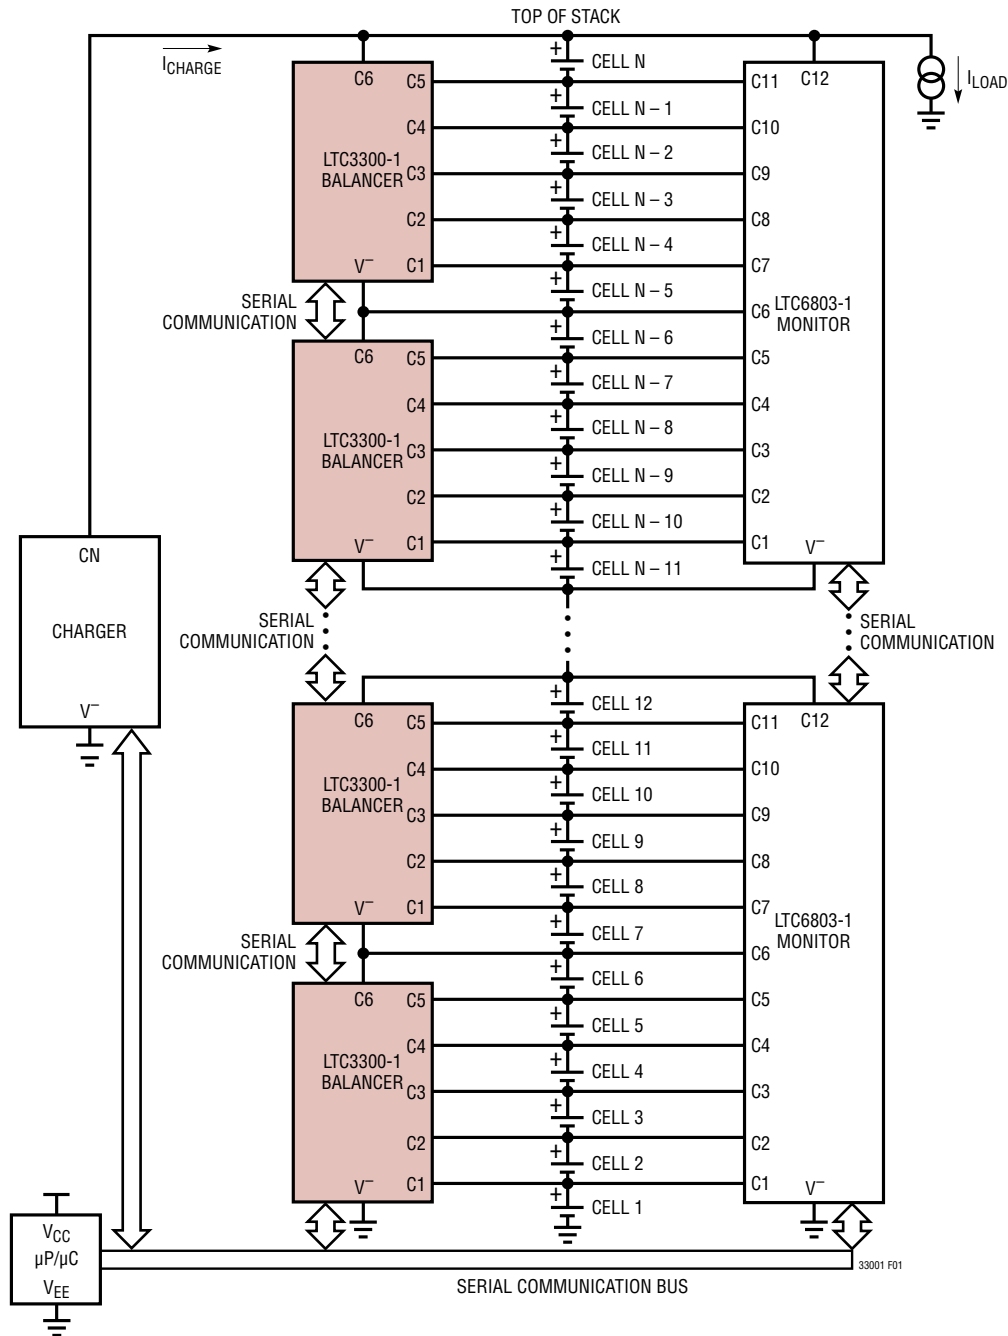 TOP OF STACK
I_CHARGE
I_LOAD
C6
C5
C4
C3
C2
C1
LTC3300-1
BALANCER
V–
+
CELL N
+
CELL N – 1
+
CELL N – 2
+
CELL N – 3
+
CELL N – 4
+
CELL N – 5
C12
C11
C10
C9
C8
C7
C6
C5
C4
C3
C2
C1
LTC6803-1
MONITOR
V–
SERIAL
COMMUNICATION
C6
C5
C4
C3
C2
C1
LTC3300-1
BALANCER
V–
+
CELL N – 6
+
CELL N – 7
+
CELL N – 8
+
CELL N – 9
+
CELL N – 10
+
CELL N – 11
CN
CHARGER
V–
SERIAL
COMMUNICATION
SERIAL
COMMUNICATION
C6
C5
C4
C3
C2
C1
LTC3300-1
BALANCER
V–
+
CELL 12
+
CELL 11
+
CELL 10
+
CELL 9
+
CELL 8
+
CELL 7
C12
C11
C10
C9
C8
C7
C6
C5
C4
C3
C2
C1
LTC6803-1
MONITOR
V–
SERIAL
COMMUNICATION
C6
C5
C4
C3
C2
C1
LTC3300-1
BALANCER
V–
+
CELL 6
+
CELL 5
+
CELL 4
+
CELL 3
+
CELL 2
+
CELL 1
VCC
µP/µC
VEE
SERIAL COMMUNICATION BUS
33001 F01